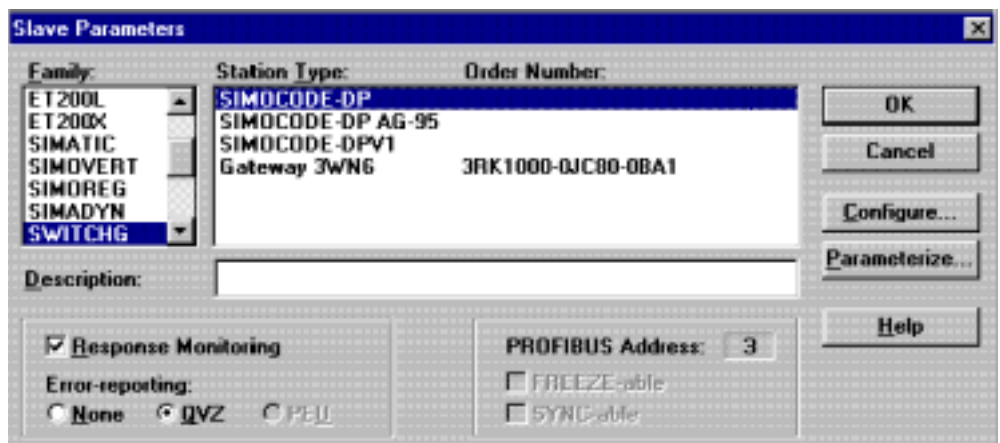 Slave Parameters
Family: Station Type: Order Number:
ET200L
ET200X
SIMATIC
SIMOVERT
SIMOREG
SIMADYN
SWITCHG
SIMOCODE-DP
SIMOCODE-DP AG-95
SIMOCODE-DPV1
Gateway 3WN6 3RK1000-0JC80-0BA1
OK
Cancel
Configure...
Parameterize...
Help
Description:
Response Monitoring
Error-reporting:
None QVZ PEU
PROFIBUS Address: 3
FREEZE-able
SYNC-able